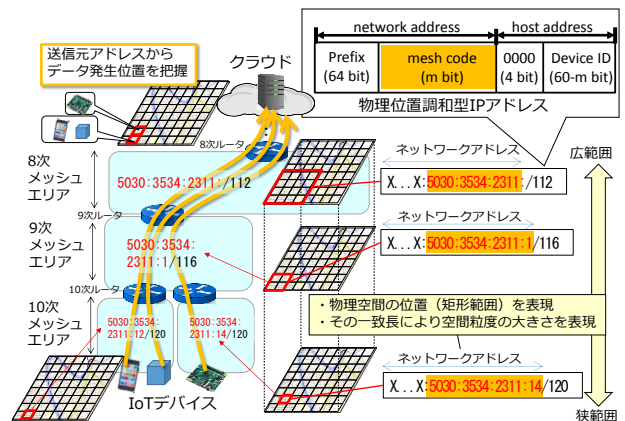 送信元アドレスから
データ発生位置を把握
クラウド
network address
host address
Prefix
(64 bit)
mesh code
(m bit)
0000
(4 bit)
Device ID
(60-m bit)
物理位置調和型IPアドレス
8次ルータ
8次
メッシュ
エリア
5030:3534:2311:/112
ネットワークアドレス
X...X:5030:3534:2311:/112
広範囲
9次ルータ
9次
メッシュ
エリア
5030:3534:
2311:1/116
ネットワークアドレス
X...X:5030:3534:2311:1/116
10次ルータ
10次
メッシュ
エリア
5030:3534:
2311:12/120
5030:3534:
2311:14/120
・物理空間の位置（矩形範囲）を表現
・その一致長により空間粒度の大きさを表現
ネットワークアドレス
X...X:5030:3534:2311:14/120
IoTデバイス
狭範囲